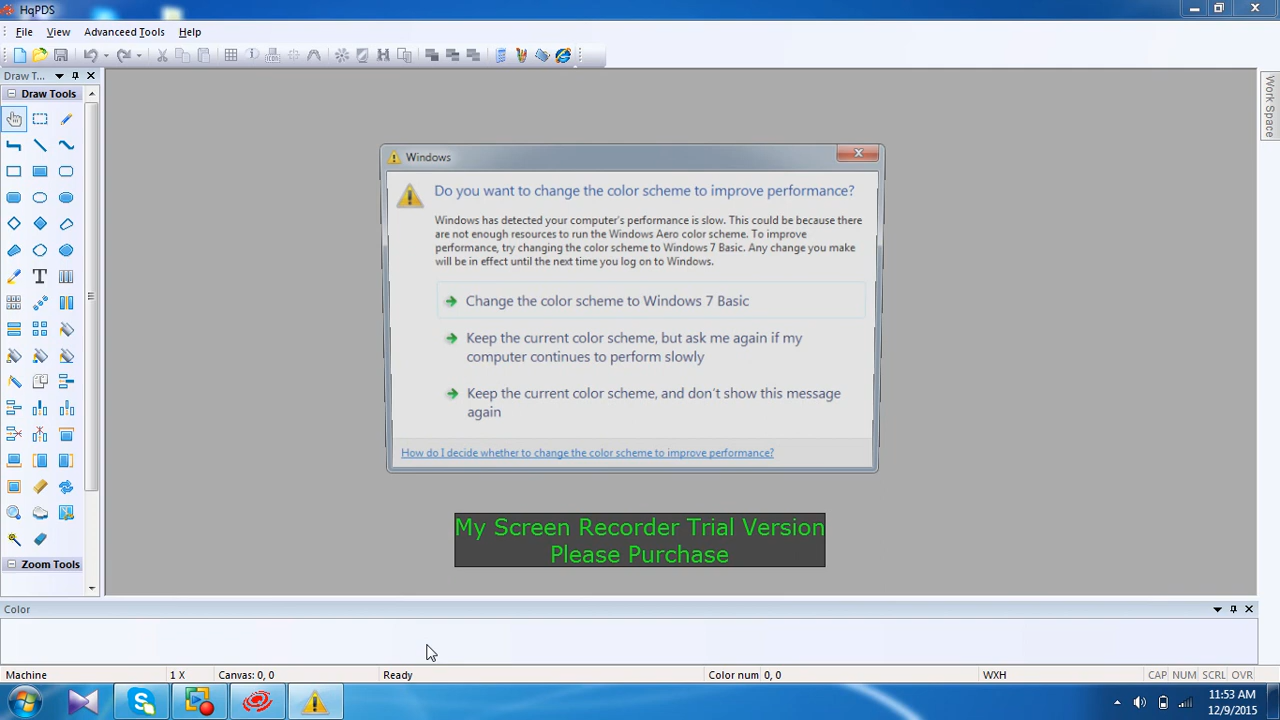 HqPDS
File View Advanceed Tools Help
Draw T...
Draw Tools
Work Space
Windows
Do you want to change the color scheme to improve performance?
Windows has detected your computer's performance is slow. This could be because there
are not enough resources to run the Windows Aero color scheme. To improve
performance, try changing the color scheme to Windows 7 Basic. Any change you make
will be in effect until the next time you log on to Windows.
Change the color scheme to Windows 7 Basic
Keep the current color scheme, but ask me again if my
computer continues to perform slowly
Keep the current color scheme, and don't show this message
again
How do I decide whether to change the color scheme to improve performance?
My Screen Recorder Trial Version
Please Purchase
Zoom Tools
Color
Machine 1 X Canvas: 0, 0 Ready Color num 0, 0 WXH CAP NUM SCRL OVR
11:53 AM
12/9/2015